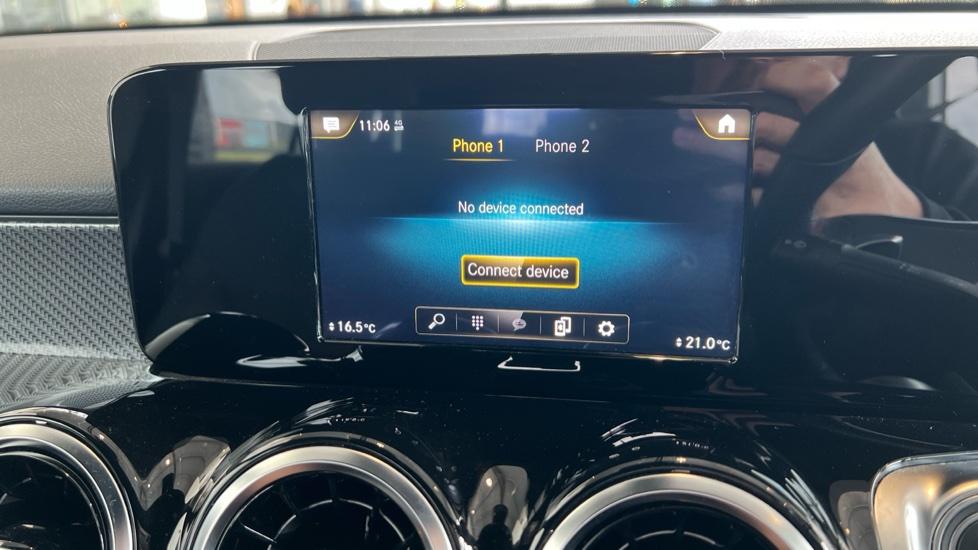 11:06 4G
Phone 1 Phone 2
No device connected
Connect device
16.5°C
21.0°C